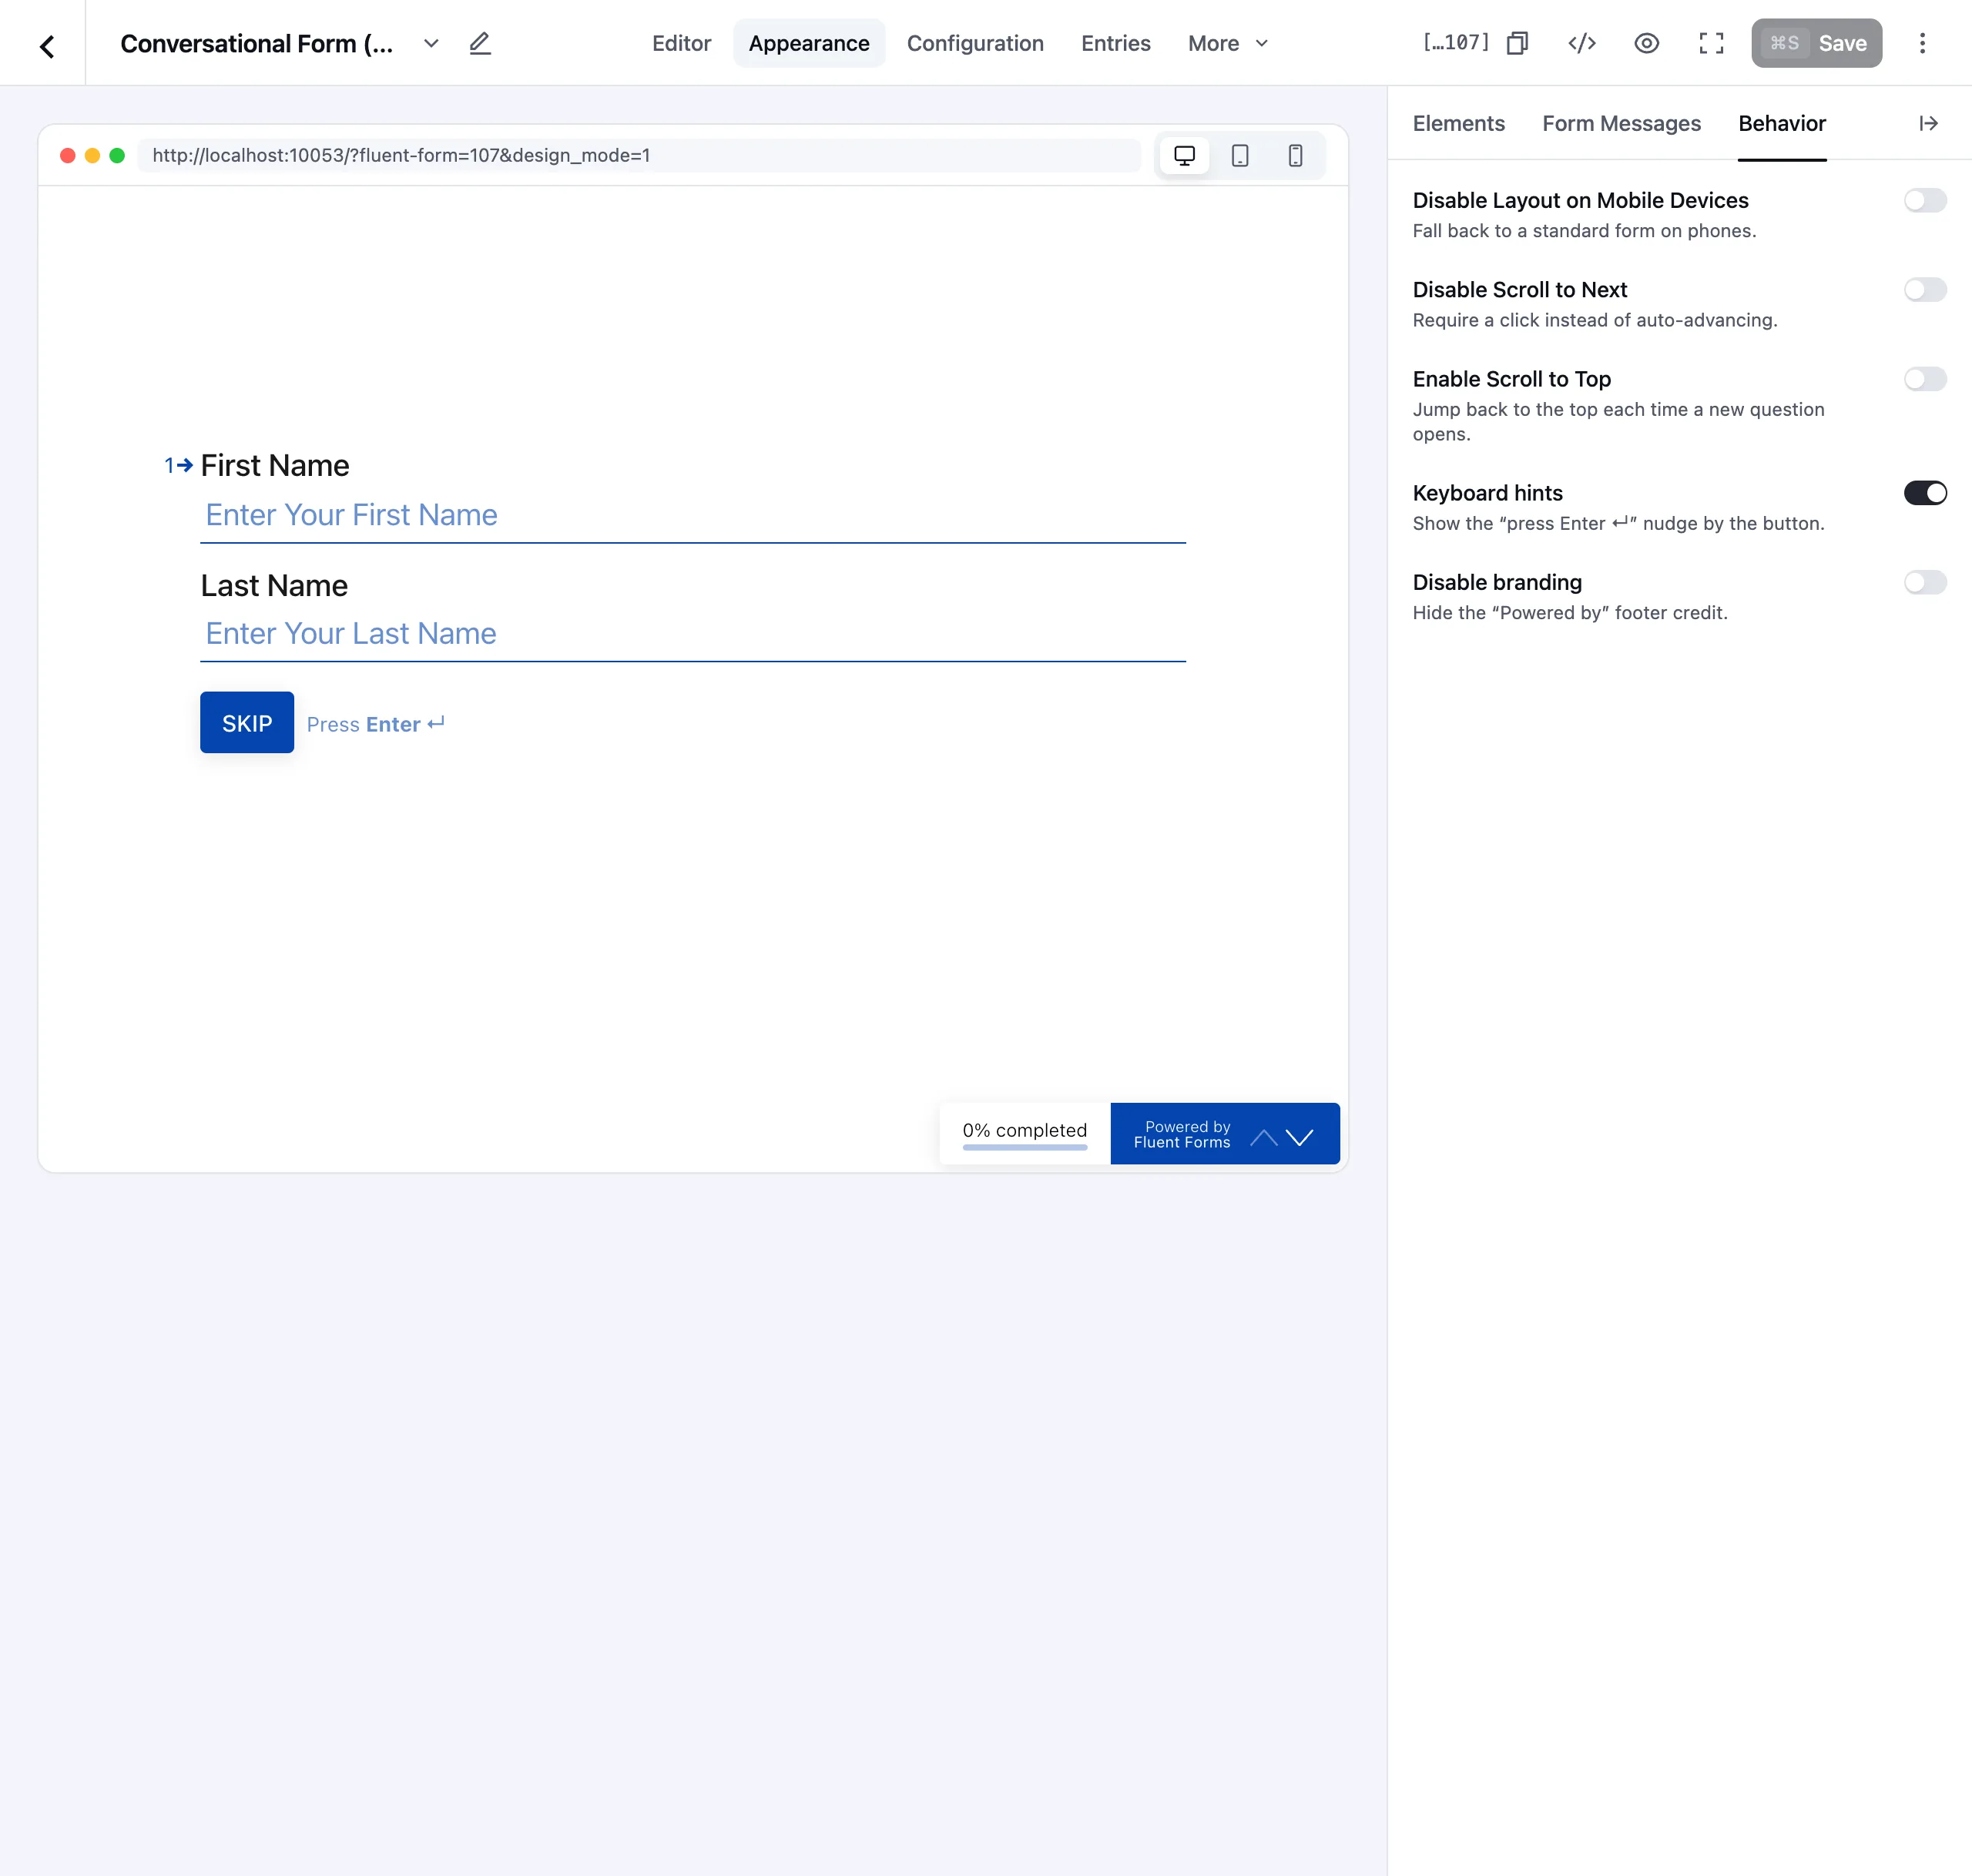 Conversational Form (...
Editor
Appearance
Configuration
Entries
More
[…107]
⌘S Save
http://localhost:10053/?fluent-form=107&design_mode=1
1 First Name
Enter Your First Name
Last Name
Enter Your Last Name
SKIP
Press Enter ↵
0% completed
Powered by
Fluent Forms
Elements
Form Messages
Behavior
Disable Layout on Mobile Devices
Fall back to a standard form on phones.
Disable Scroll to Next
Require a click instead of auto-advancing.
Enable Scroll to Top
Jump back to the top each time a new question
opens.
Keyboard hints
Show the “press Enter ↵” nudge by the button.
Disable branding
Hide the “Powered by” footer credit.